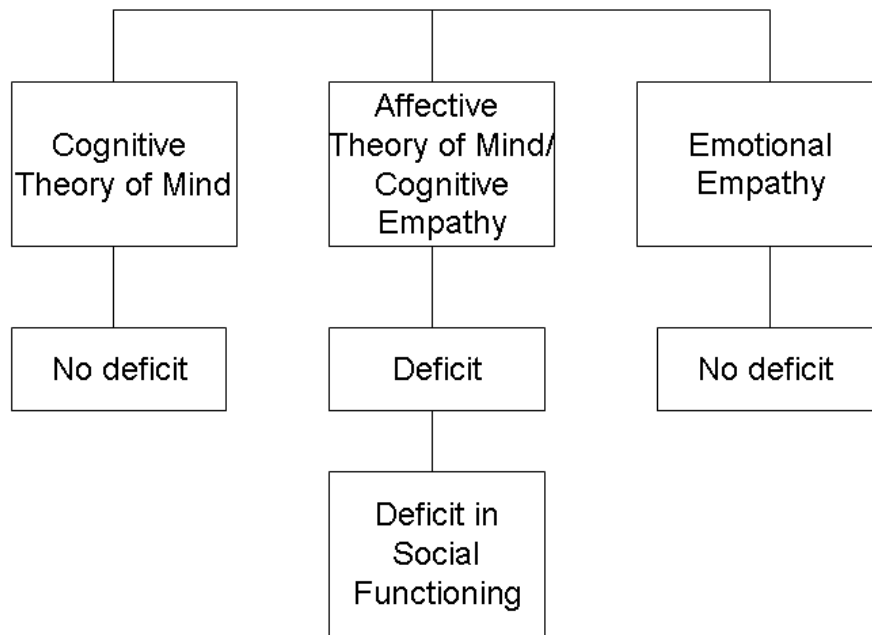 Cognitive
Theory of Mind
Affective
Theory of Mind/
Cognitive
Empathy
Emotional
Empathy
No deficit
Deficit
No deficit
Deficit in
Social
Functioning